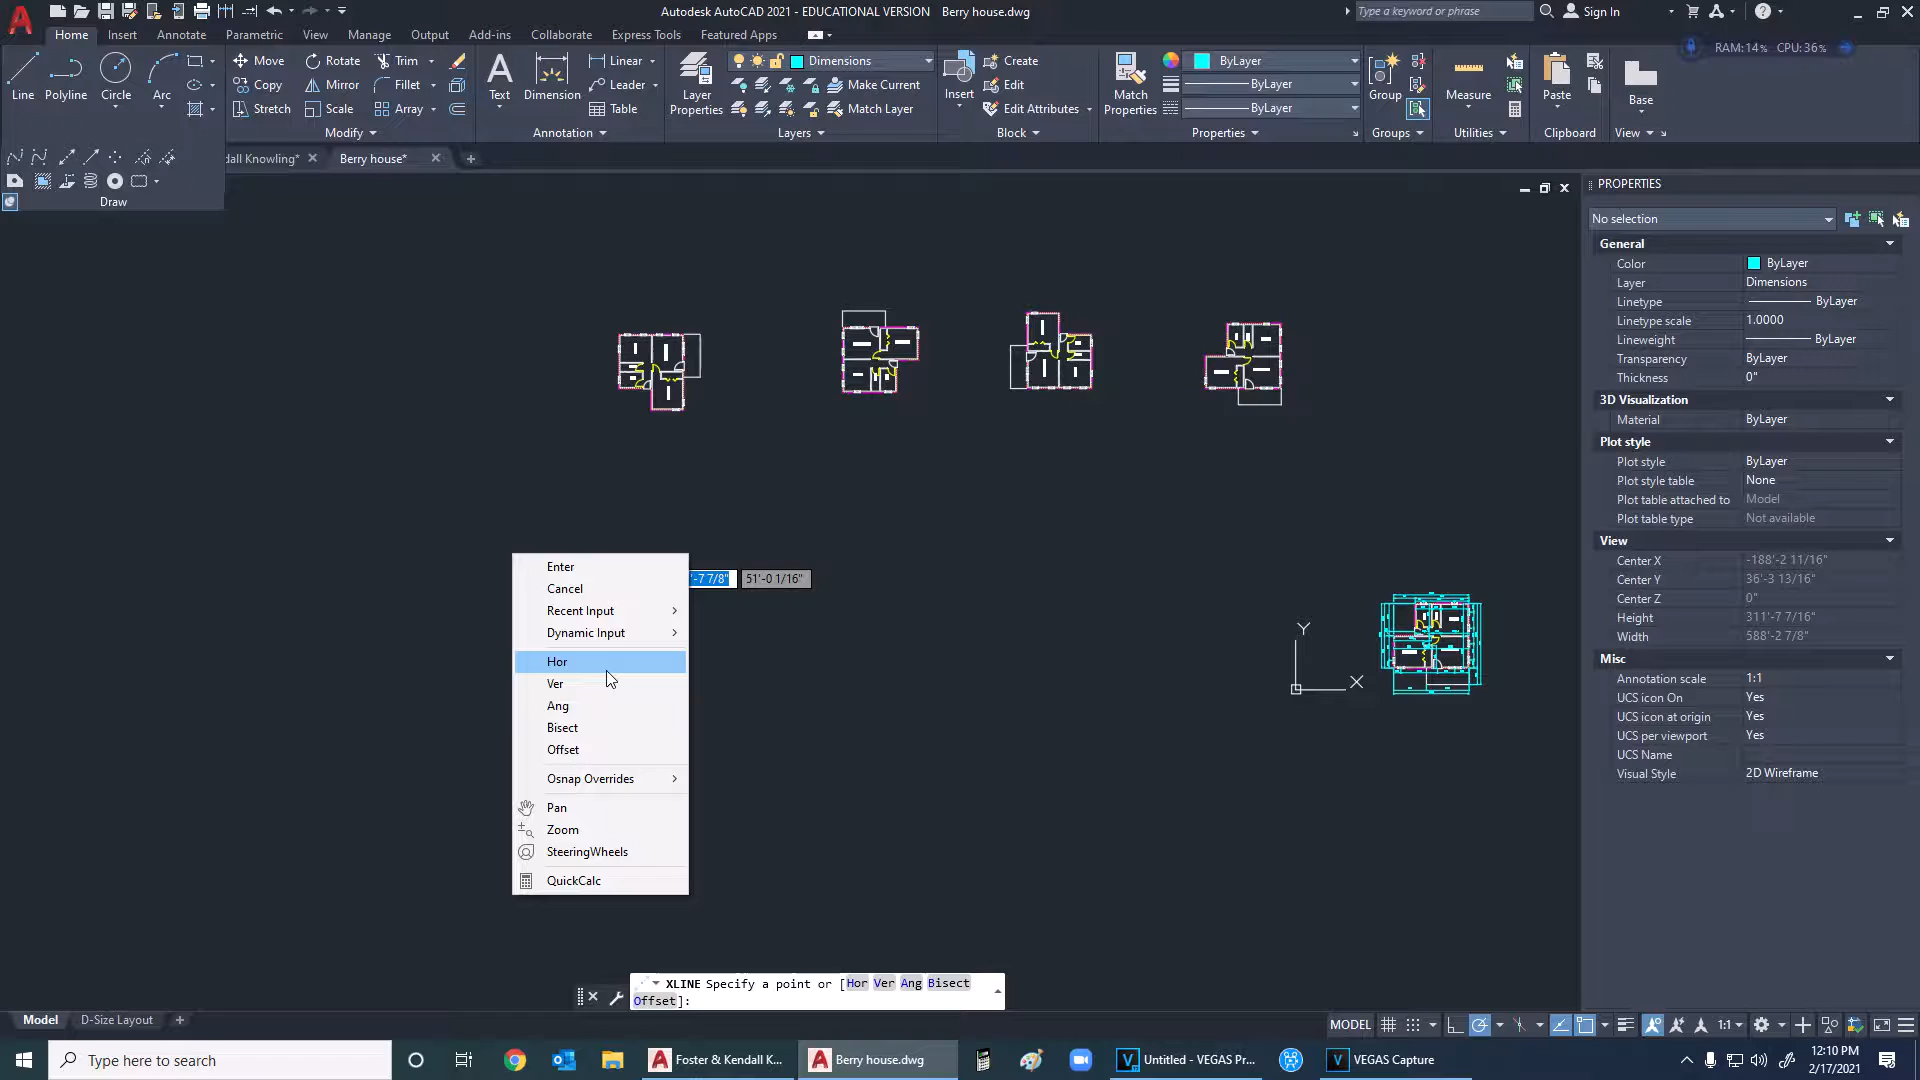 Autodesk AutoCAD 2021 - EDUCATIONAL VERSION Berry house.dwg
Type a keyword or phrase
Sign In
Home Insert Annotate Parametric View Manage Output Add-ins Collaborate Express Tools Featured Apps
RAM:14% CPU:36%
Line Polyline Circle Arc
Move Rotate Trim
Copy Mirror Fillet
Stretch Scale Array
Modify
Text Dimension
Linear
Leader
Table
Annotation
Layer Properties
Dimensions
Make Current
Match Layer
Layers
Insert
Create
Edit
Edit Attributes
Block
Match Properties
ByLayer
ByLayer
ByLayer
Properties
Group
Groups
Measure
Utilities
Paste
Clipboard
Base
View
dall Knowling*
Berry house*
Draw
PROPERTIES
No selection
General
Color ByLayer
Layer Dimensions
Linetype ByLayer
Linetype scale 1.0000
Lineweight ByLayer
Transparency ByLayer
Thickness 0"
3D Visualization
Material ByLayer
Plot style
Plot style ByLayer
Plot style table None
Plot table attached to Model
Plot table type Not available
View
Center X -188'-2 11/16"
Center Y 36'-3 13/16"
Center Z 0"
Height 311'-7 7/16"
Width 588'-2 7/8"
Misc
Annotation scale 1:1
UCS icon On Yes
UCS icon at origin Yes
UCS per viewport Yes
UCS Name
Visual Style 2D Wireframe
Enter
Cancel
Recent Input
Dynamic Input
Hor
Ver
Ang
Bisect
Offset
Osnap Overrides
Pan
Zoom
SteeringWheels
QuickCalc
'-7 7/8" 51'-0 1/16"
Y
X
XLINE Specify a point or [Hor Ver Ang Bisect
Offset]:
Model D-Size Layout
MODEL 1:1
Type here to search
Foster & Kendall K...
Berry house.dwg
Untitled - VEGAS Pr...
VEGAS Capture
12:10 PM
2/17/2021